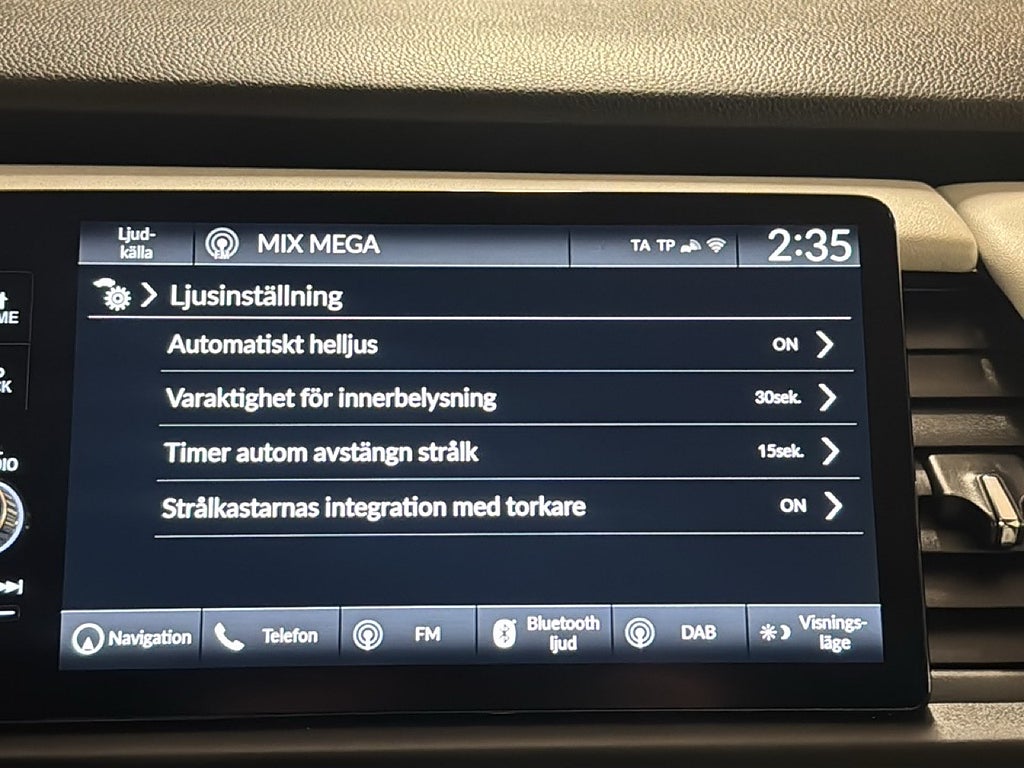 Ljud-
källa
FM
MIX MEGA
TA TP
2:35
Ljusinställning
Automatiskt helljus ON
Varaktighet för innerbelysning 30sek.
Timer autom avstängn strålk 15sek.
Strålkastarnas integration med torkare ON
Navigation
Telefon
FM
Bluetooth
ljud
DAB
Visnings-
läge